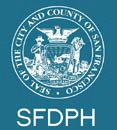 SEAL OF THE CITY AND COUNTY OF SAN FRANCISCO
SFDPH